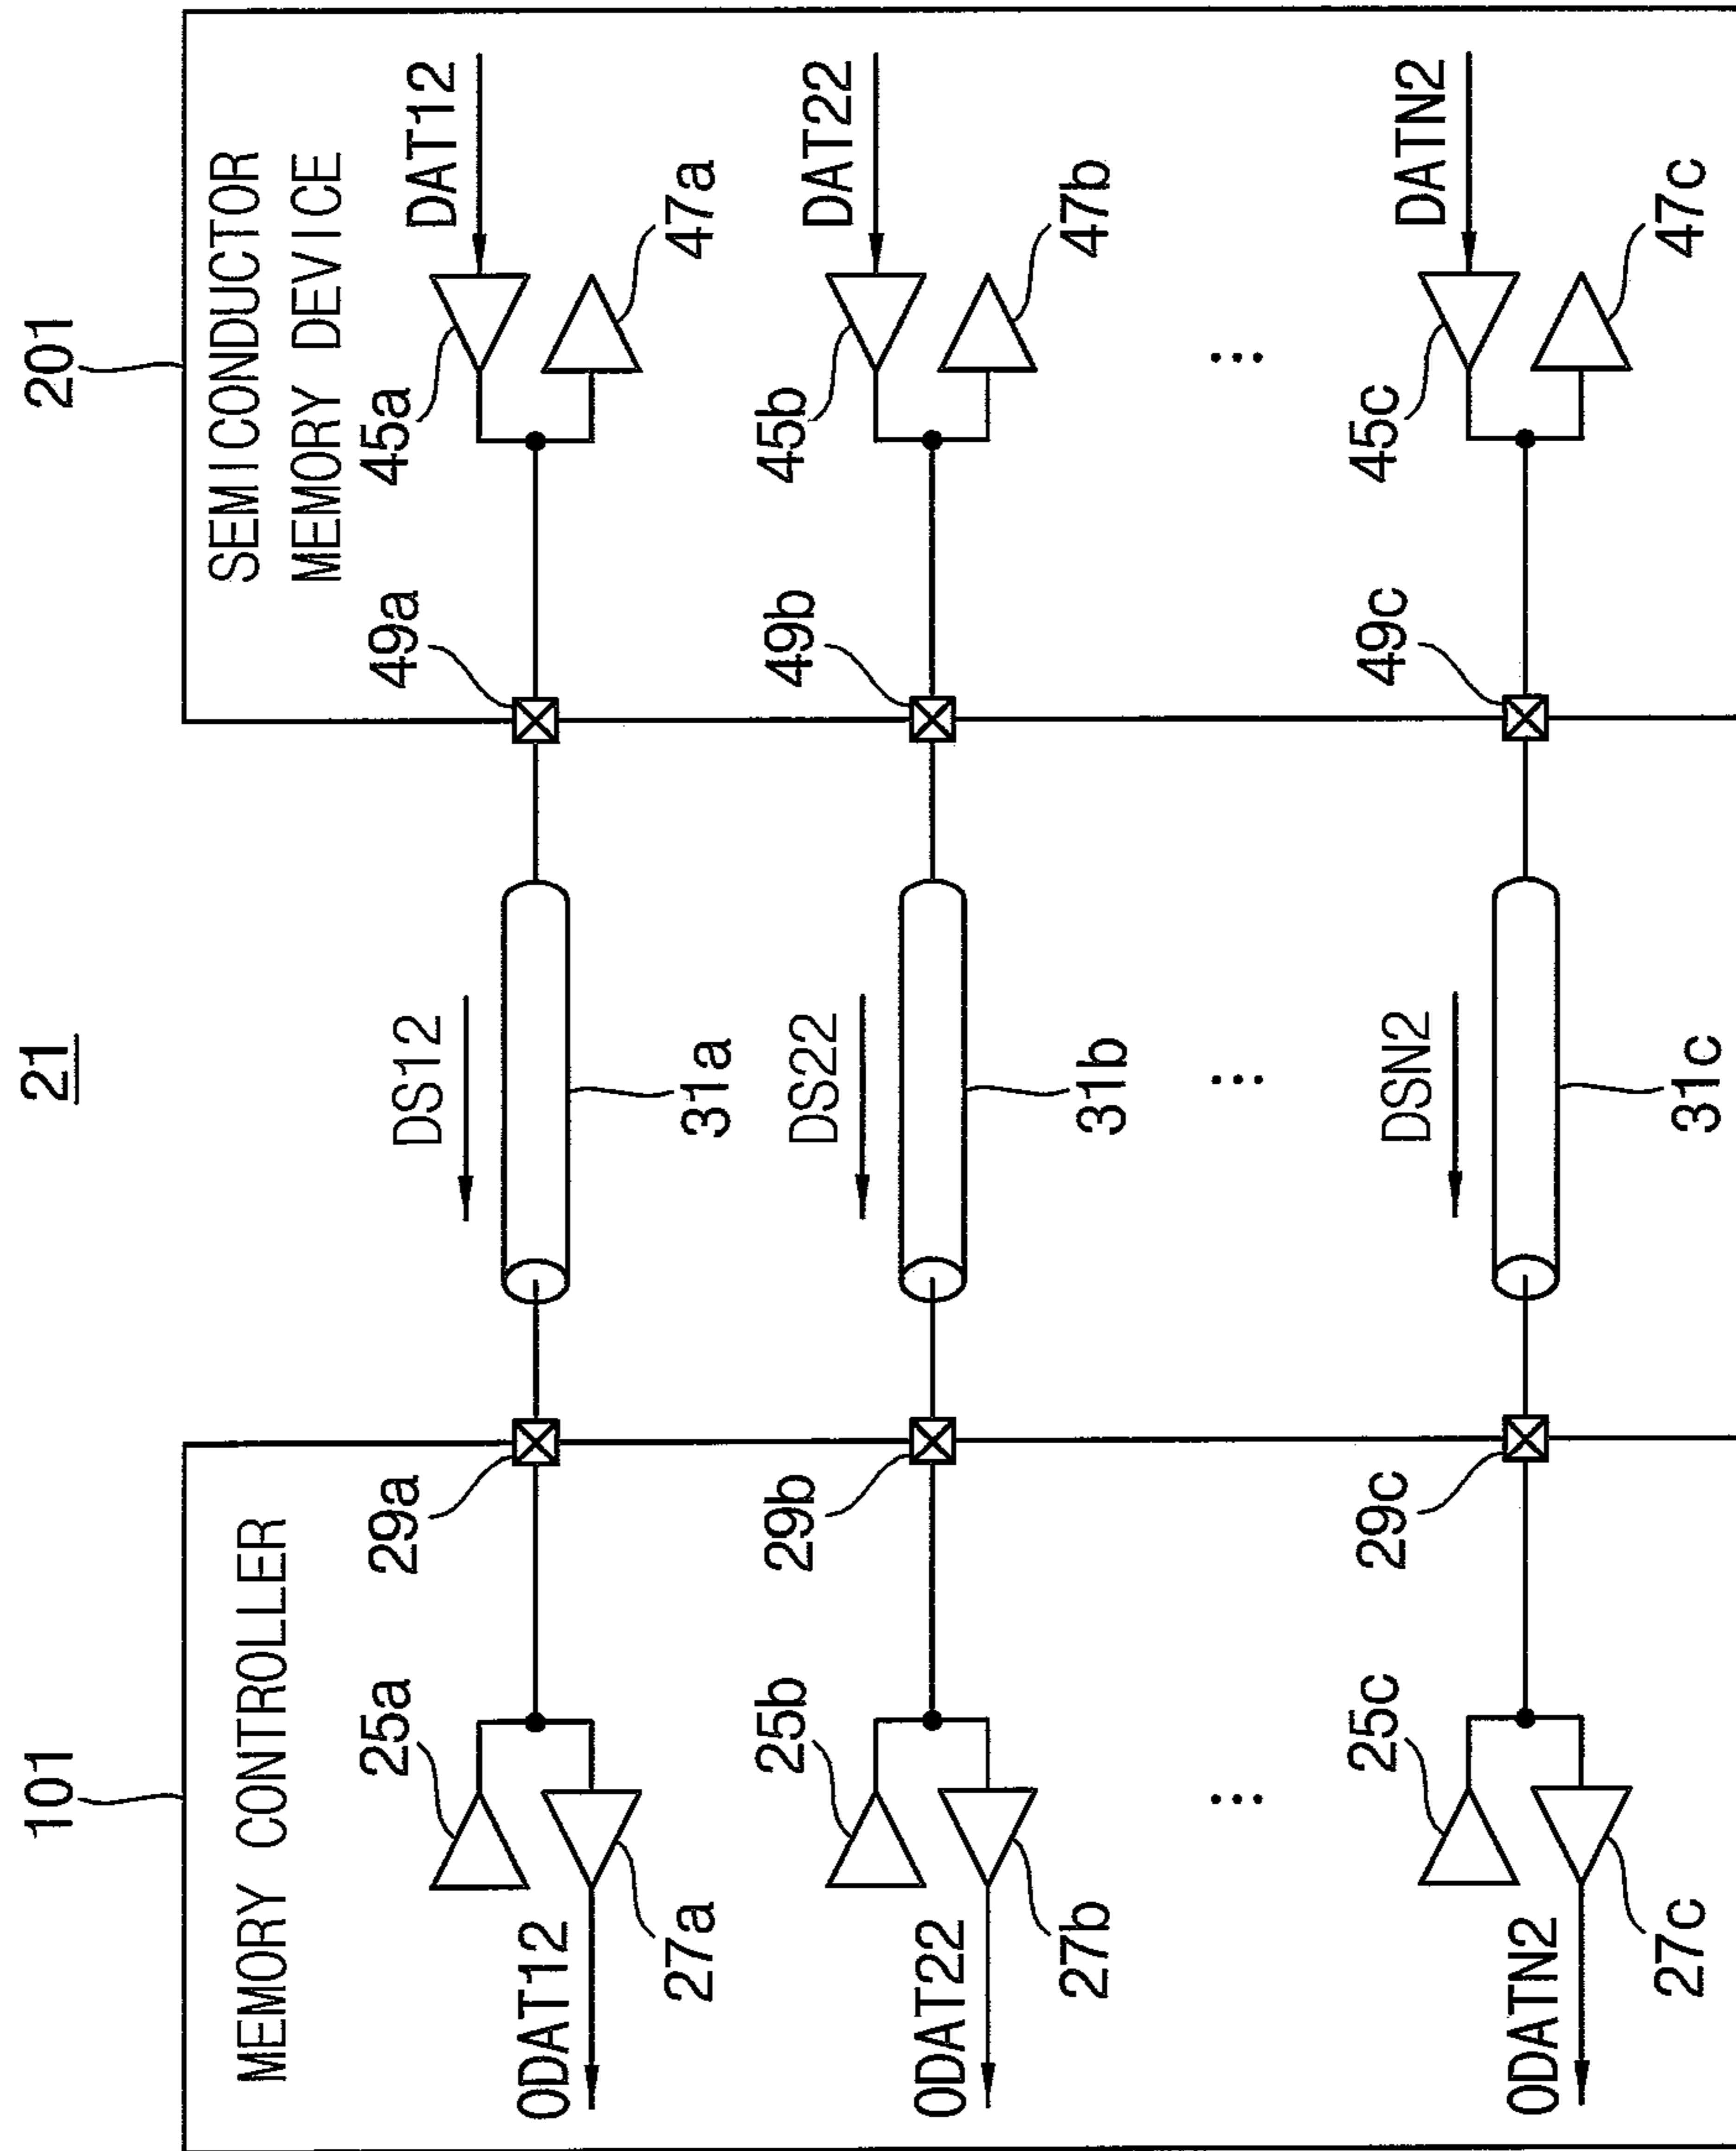 21
101
201
MEMORY CONTROLLER
SEMICONDUCTOR
MEMORY DEVICE
25a
29a
DS12
49a
45a
DAT12
ODAT12
27a
31a
47a
25b
29b
DS22
49b
45b
DAT22
ODAT22
27b
31b
47b
25c
29c
DSN2
49c
45c
DATN2
ODATN2
27c
31c
47c